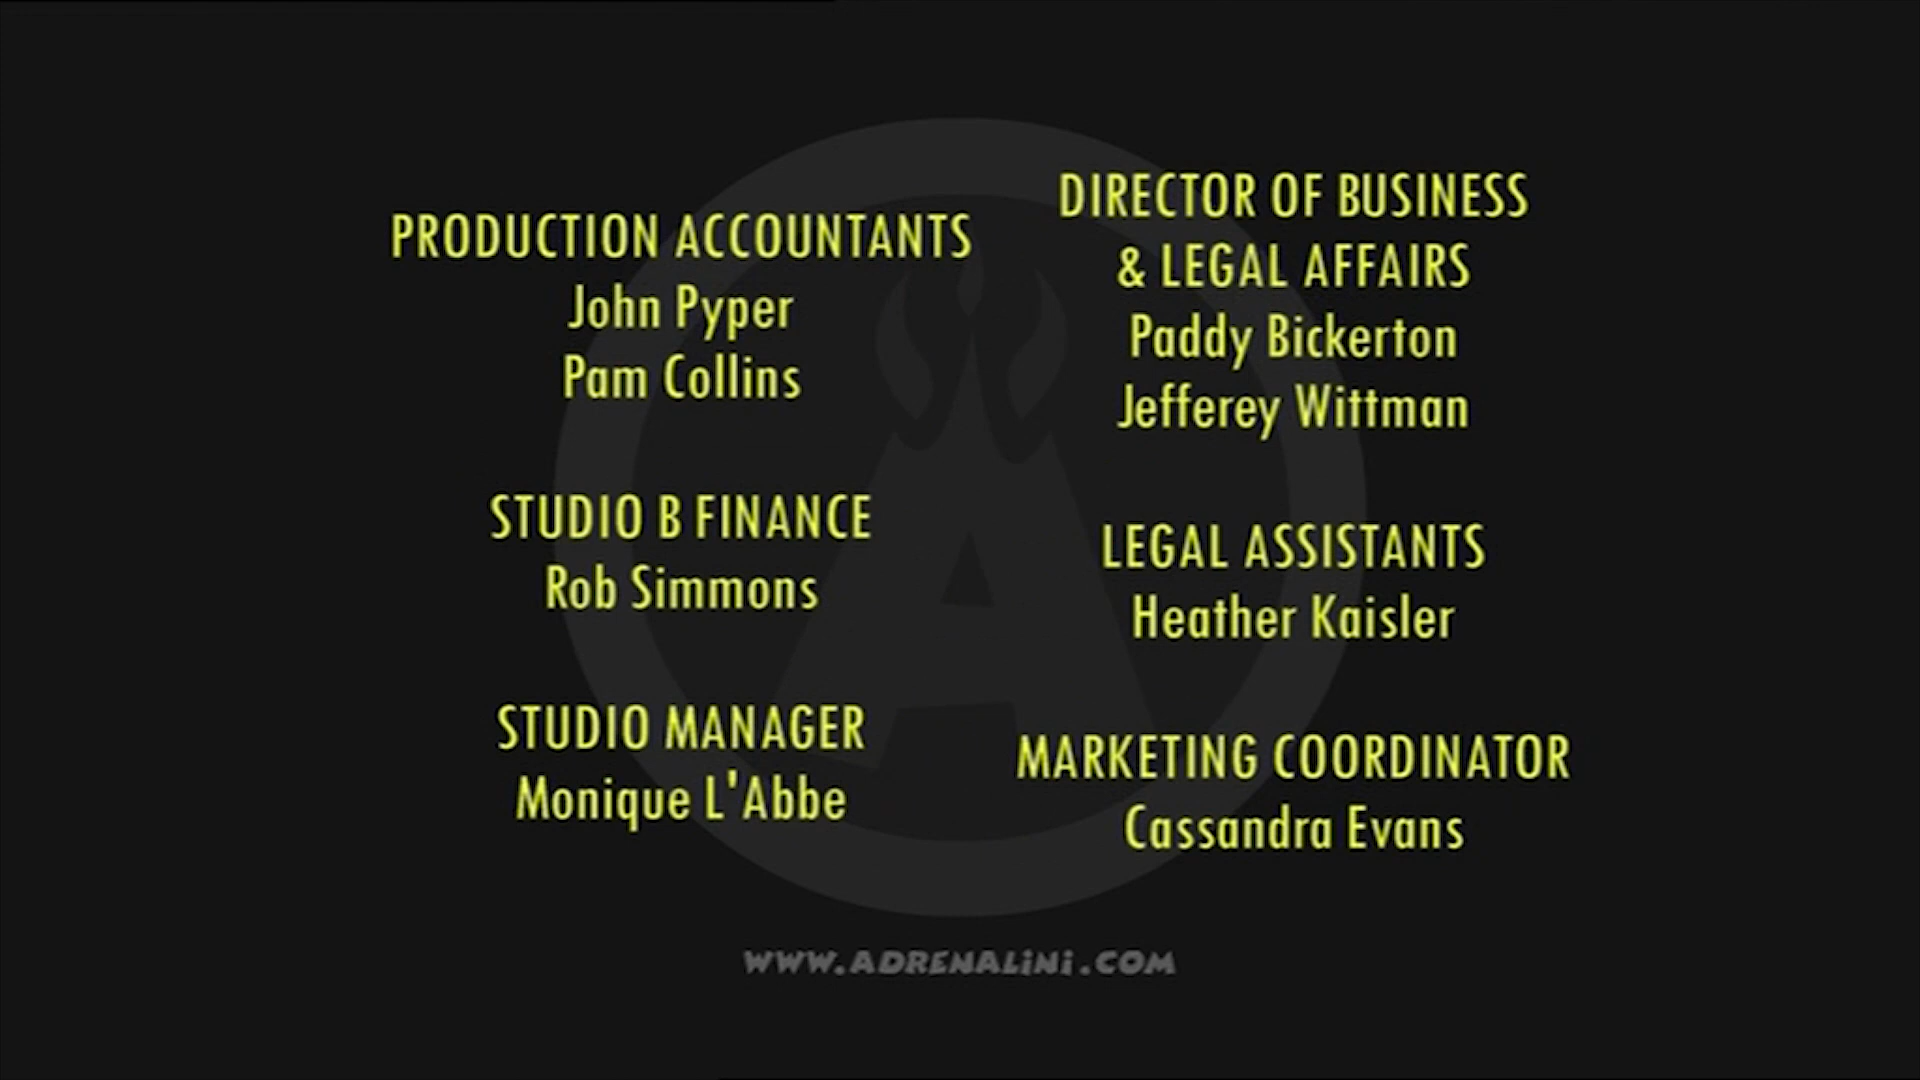 PRODUCTION ACCOUNTANTS
John Pyper
Pam Collins
STUDIO B FINANCE
Rob Simmons
STUDIO MANAGER
Monique L'Abbe
DIRECTOR OF BUSINESS
& LEGAL AFFAIRS
Paddy Bickerton
Jefferey Wittman
LEGAL ASSISTANTS
Heather Kaisler
MARKETING COORDINATOR
Cassandra Evans
WWW.ADRENALiNi.COM